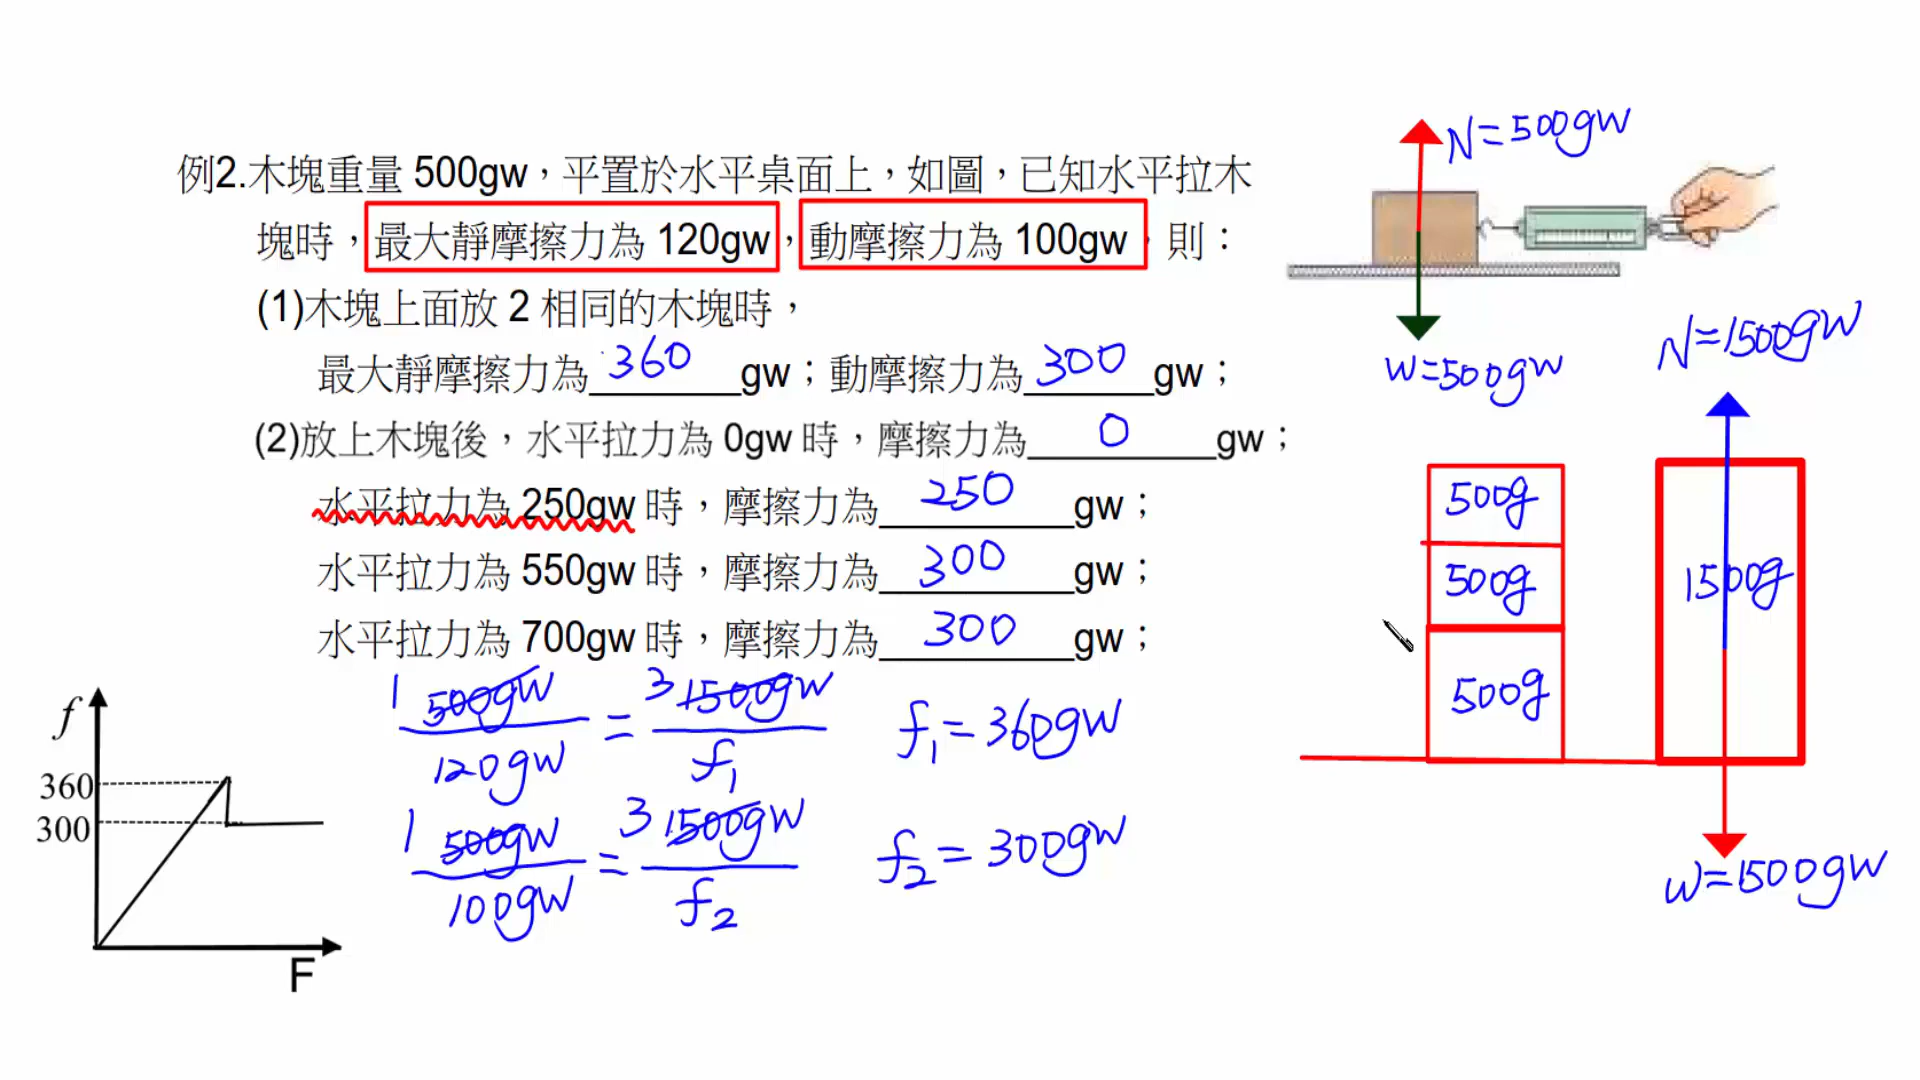 例2.木塊重量 500gw，平置於水平桌面上，如圖，已知水平拉木
塊時，最大靜摩擦力為 120gw，動摩擦力為 100gw，則：
(1)木塊上面放 2 相同的木塊時，
最大靜摩擦力為 360 gw；動摩擦力為 300 gw；
(2)放上木塊後，水平拉力為 0gw 時，摩擦力為 0 gw；
水平拉力為 250gw 時，摩擦力為 250 gw；
水平拉力為 550gw 時，摩擦力為 300 gw；
水平拉力為 700gw 時，摩擦力為 300 gw；
1 500gw / 120gw = 3 1500gw / f₁
f₁=360gw
1 500gw / 100gw = 3 1500gw / f₂
f₂=300gw
f
360
300
F
N=500gw
W=500gw
N=1500gw
500g
500g
500g
1500g
W=1500gw